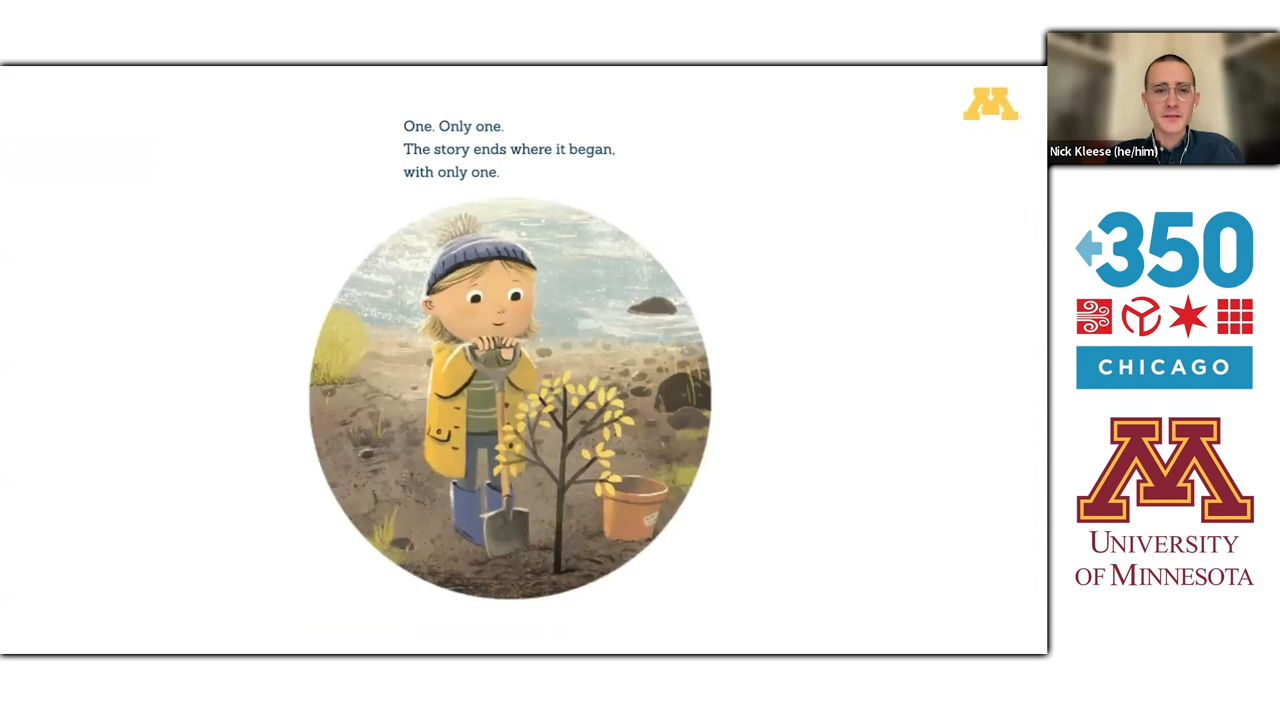 One. Only one.
The story ends where it began,
with only one.
M
Nick Kleese (he/him)
350
CHICAGO
M
UNIVERSITY
OF MINNESOTA